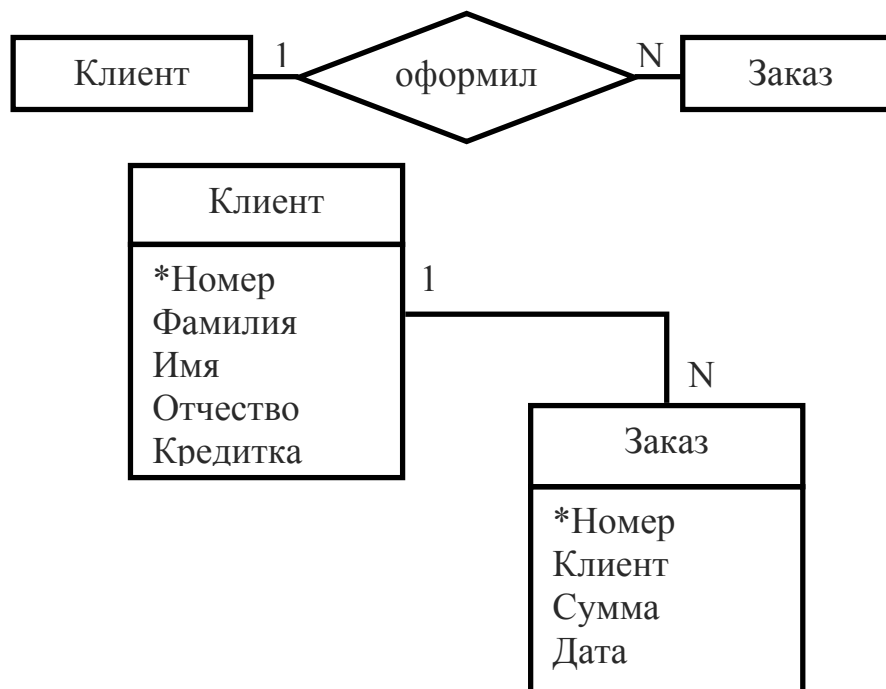 Клиент 1 оформил N Заказ
Клиент
*Номер
Фамилия
Имя
Отчество
Кредитка
1
N
Заказ
*Номер
Клиент
Сумма
Дата